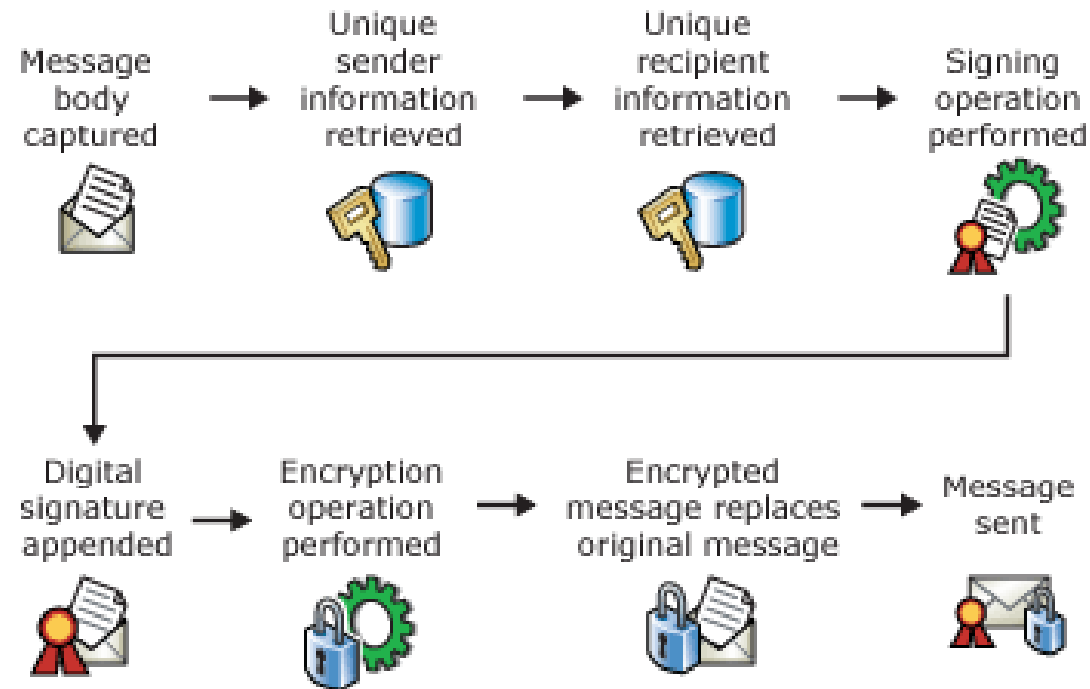 Message
body
captured
Unique
sender
information
retrieved
Unique
recipient
information
retrieved
Signing
operation
performed
Digital
signature
appended
Encryption
operation
performed
Encrypted
message replaces
original message
Message
sent